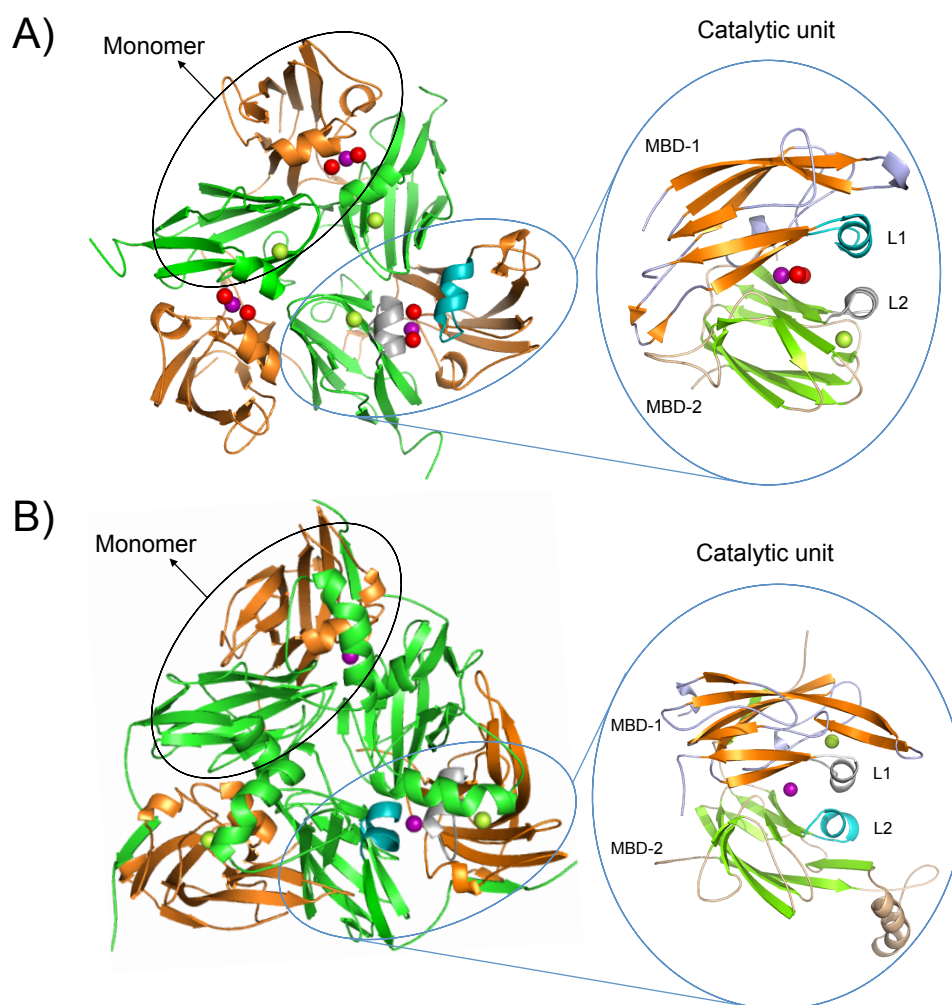 A)
Monomer
Catalytic unit
MBD-1
L1
L2
MBD-2
B)
Monomer
Catalytic unit
MBD-1
L1
L2
MBD-2